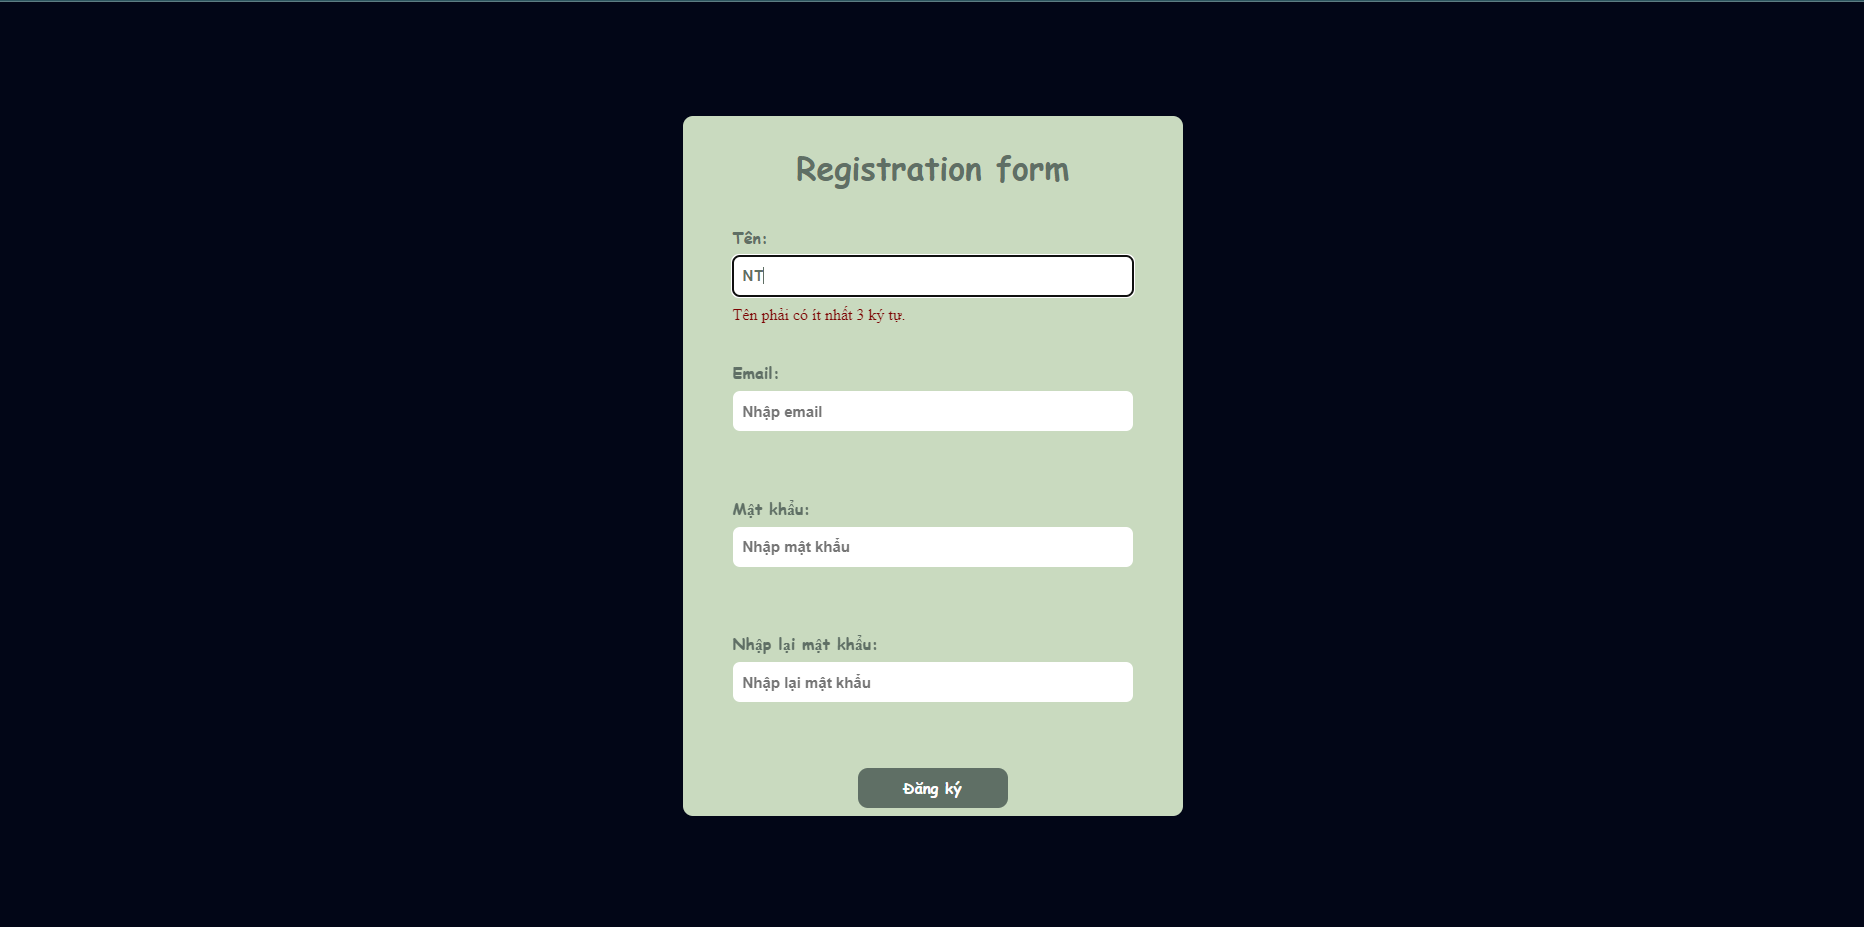 Registration form
Tên:
NT
Tên phải có ít nhất 3 ký tự.
Email:
Nhập email
Mật khẩu:
Nhập mật khẩu
Nhập lại mật khẩu:
Nhập lại mật khẩu
Đăng ký